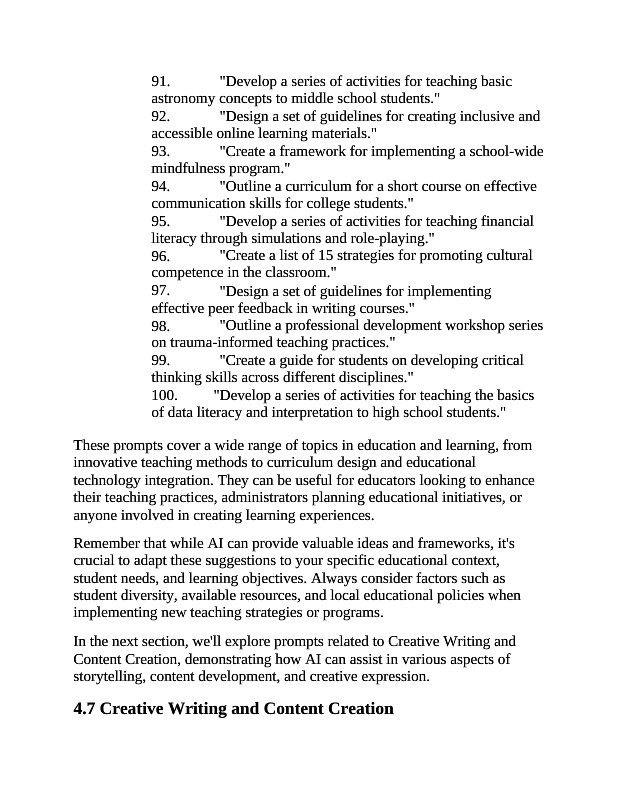 91. "Develop a series of activities for teaching basic
astronomy concepts to middle school students."
92. "Design a set of guidelines for creating inclusive and
accessible online learning materials."
93. "Create a framework for implementing a school-wide
mindfulness program."
94. "Outline a curriculum for a short course on effective
communication skills for college students."
95. "Develop a series of activities for teaching financial
literacy through simulations and role-playing."
96. "Create a list of 15 strategies for promoting cultural
competence in the classroom."
97. "Design a set of guidelines for implementing
effective peer feedback in writing courses."
98. "Outline a professional development workshop series
on trauma-informed teaching practices."
99. "Create a guide for students on developing critical
thinking skills across different disciplines."
100. "Develop a series of activities for teaching the basics
of data literacy and interpretation to high school students."
These prompts cover a wide range of topics in education and learning, from
innovative teaching methods to curriculum design and educational
technology integration. They can be useful for educators looking to enhance
their teaching practices, administrators planning educational initiatives, or
anyone involved in creating learning experiences.
Remember that while AI can provide valuable ideas and frameworks, it's
crucial to adapt these suggestions to your specific educational context,
student needs, and learning objectives. Always consider factors such as
student diversity, available resources, and local educational policies when
implementing new teaching strategies or programs.
In the next section, we'll explore prompts related to Creative Writing and
Content Creation, demonstrating how AI can assist in various aspects of
storytelling, content development, and creative expression.
4.7 Creative Writing and Content Creation